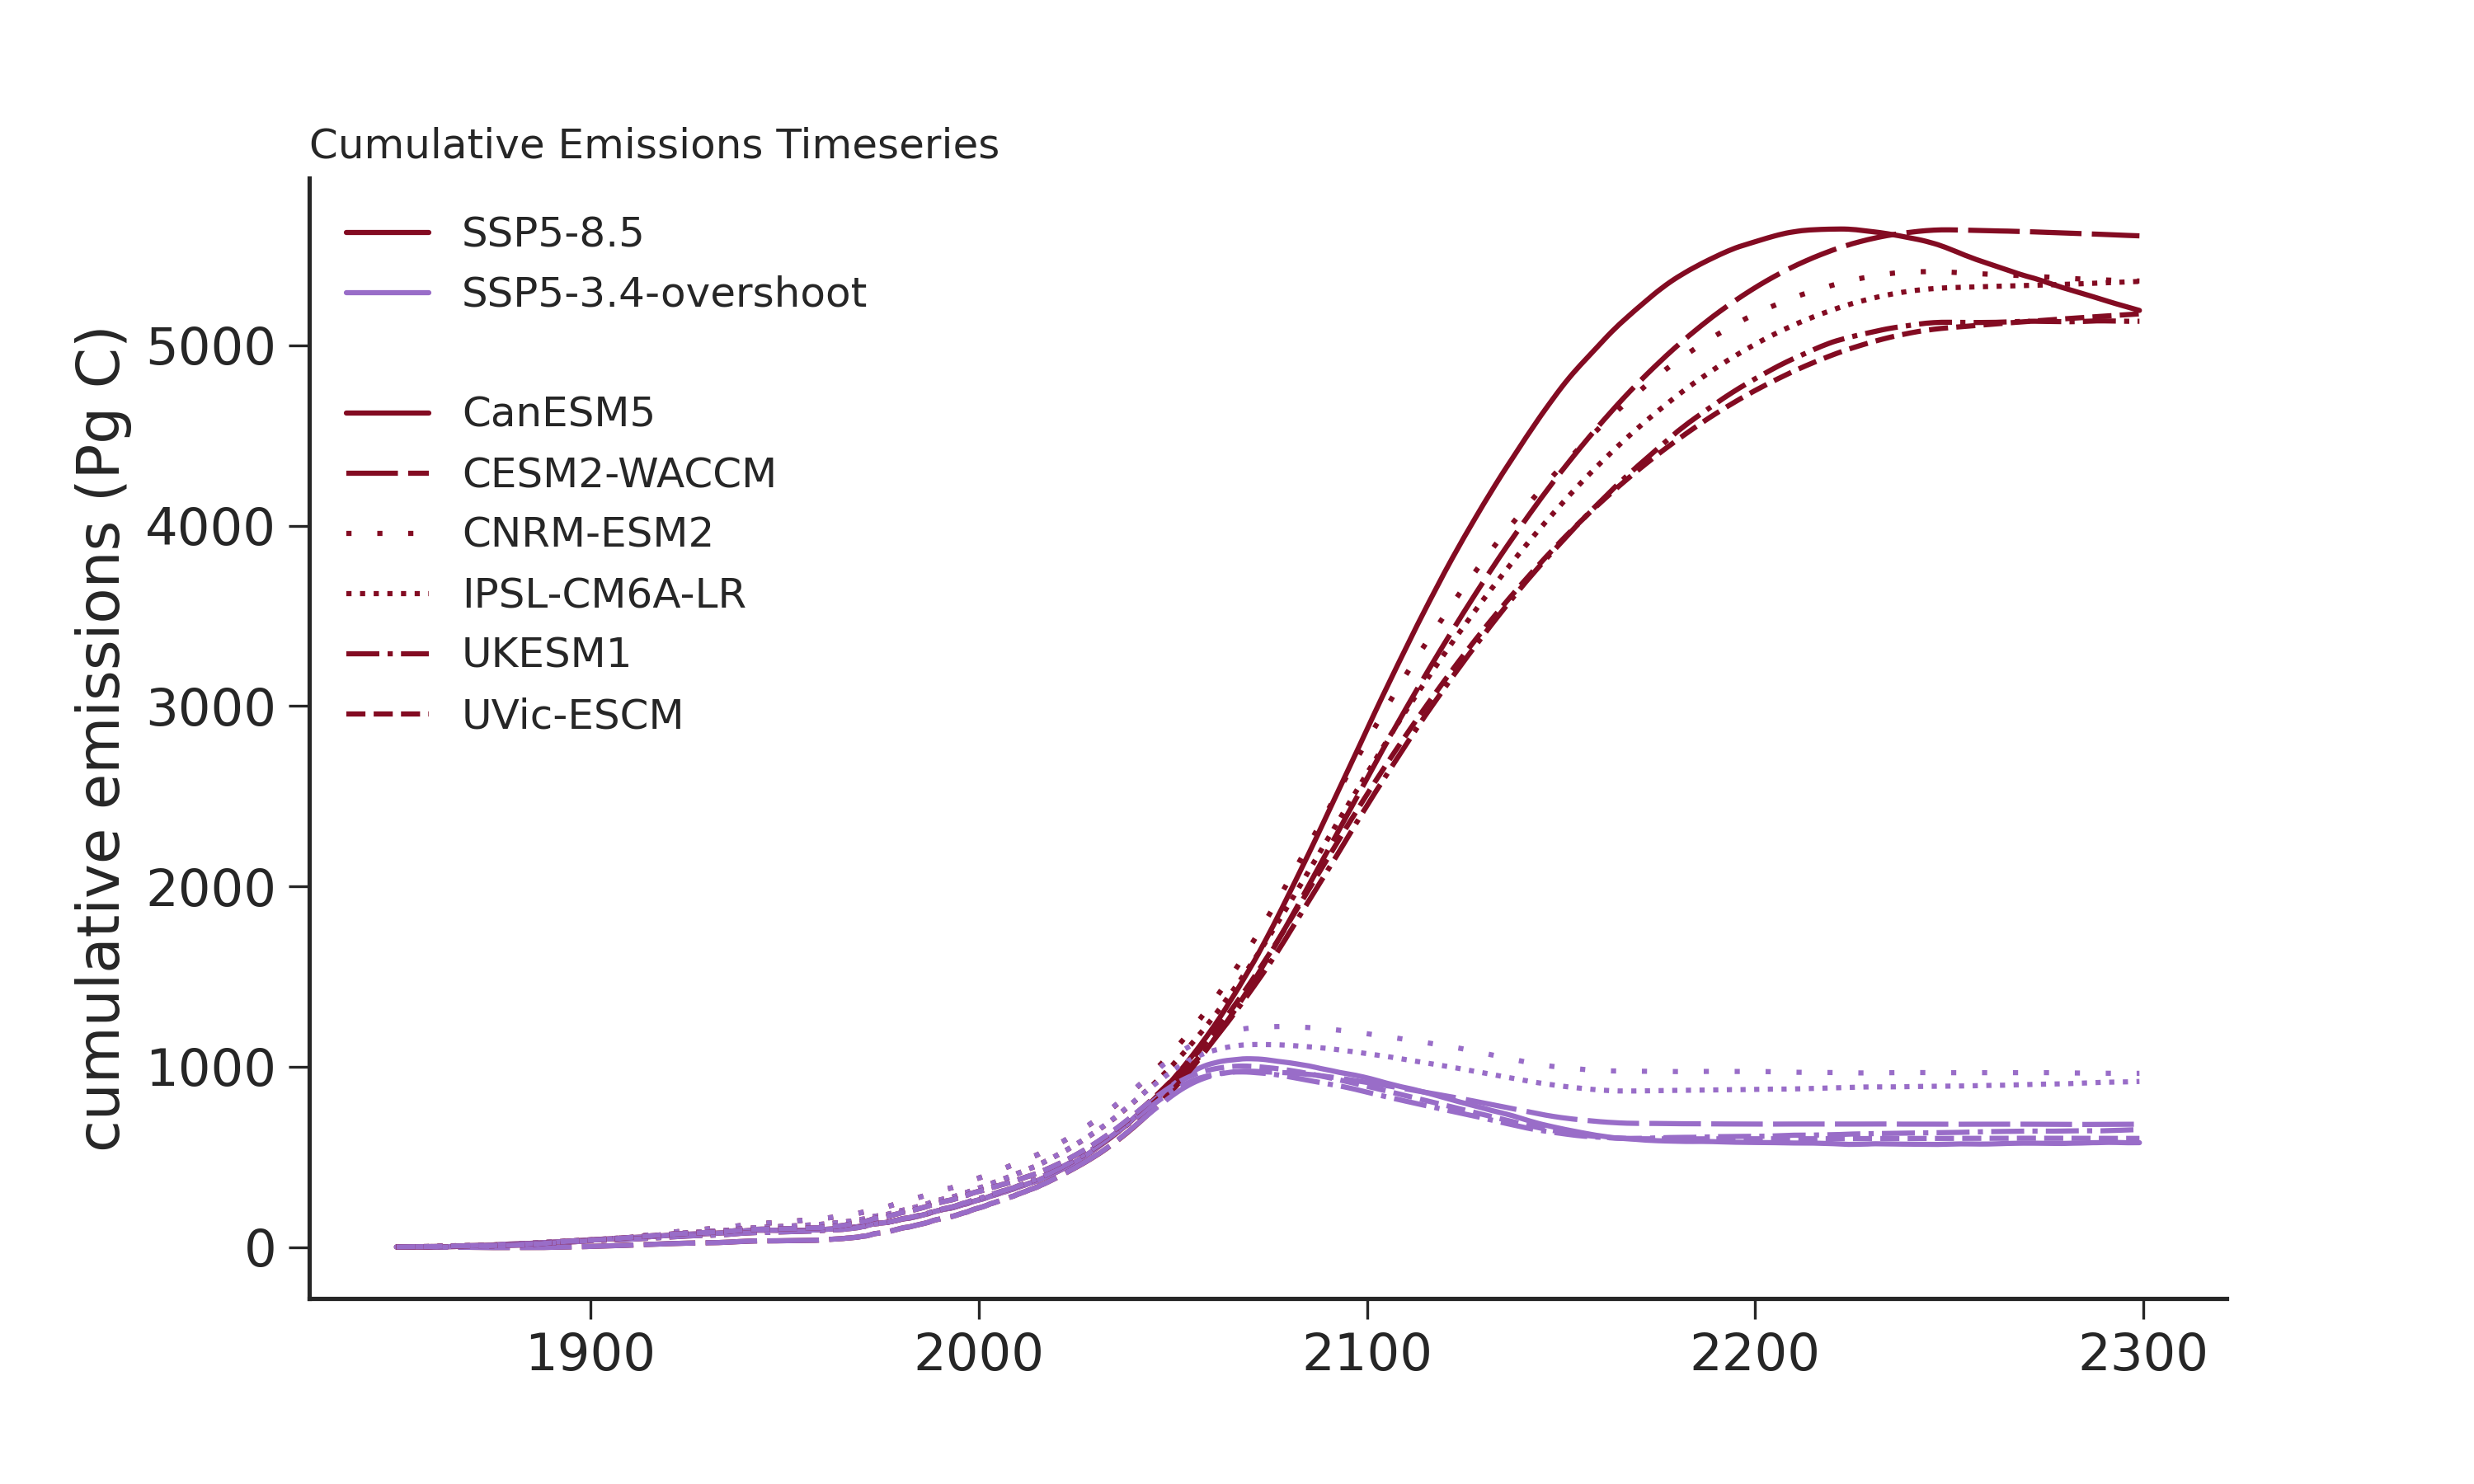 Cumulative Emissions Timeseries
SSP5-8.5
SSP5-3.4-overshoot
CanESM5
CESM2-WACCM
CNRM-ESM2
IPSL-CM6A-LR
UKESM1
UVic-ESCM
cumulative emissions (Pg C)
5000
4000
3000
2000
1000
0
1900 2000 2100 2200 2300